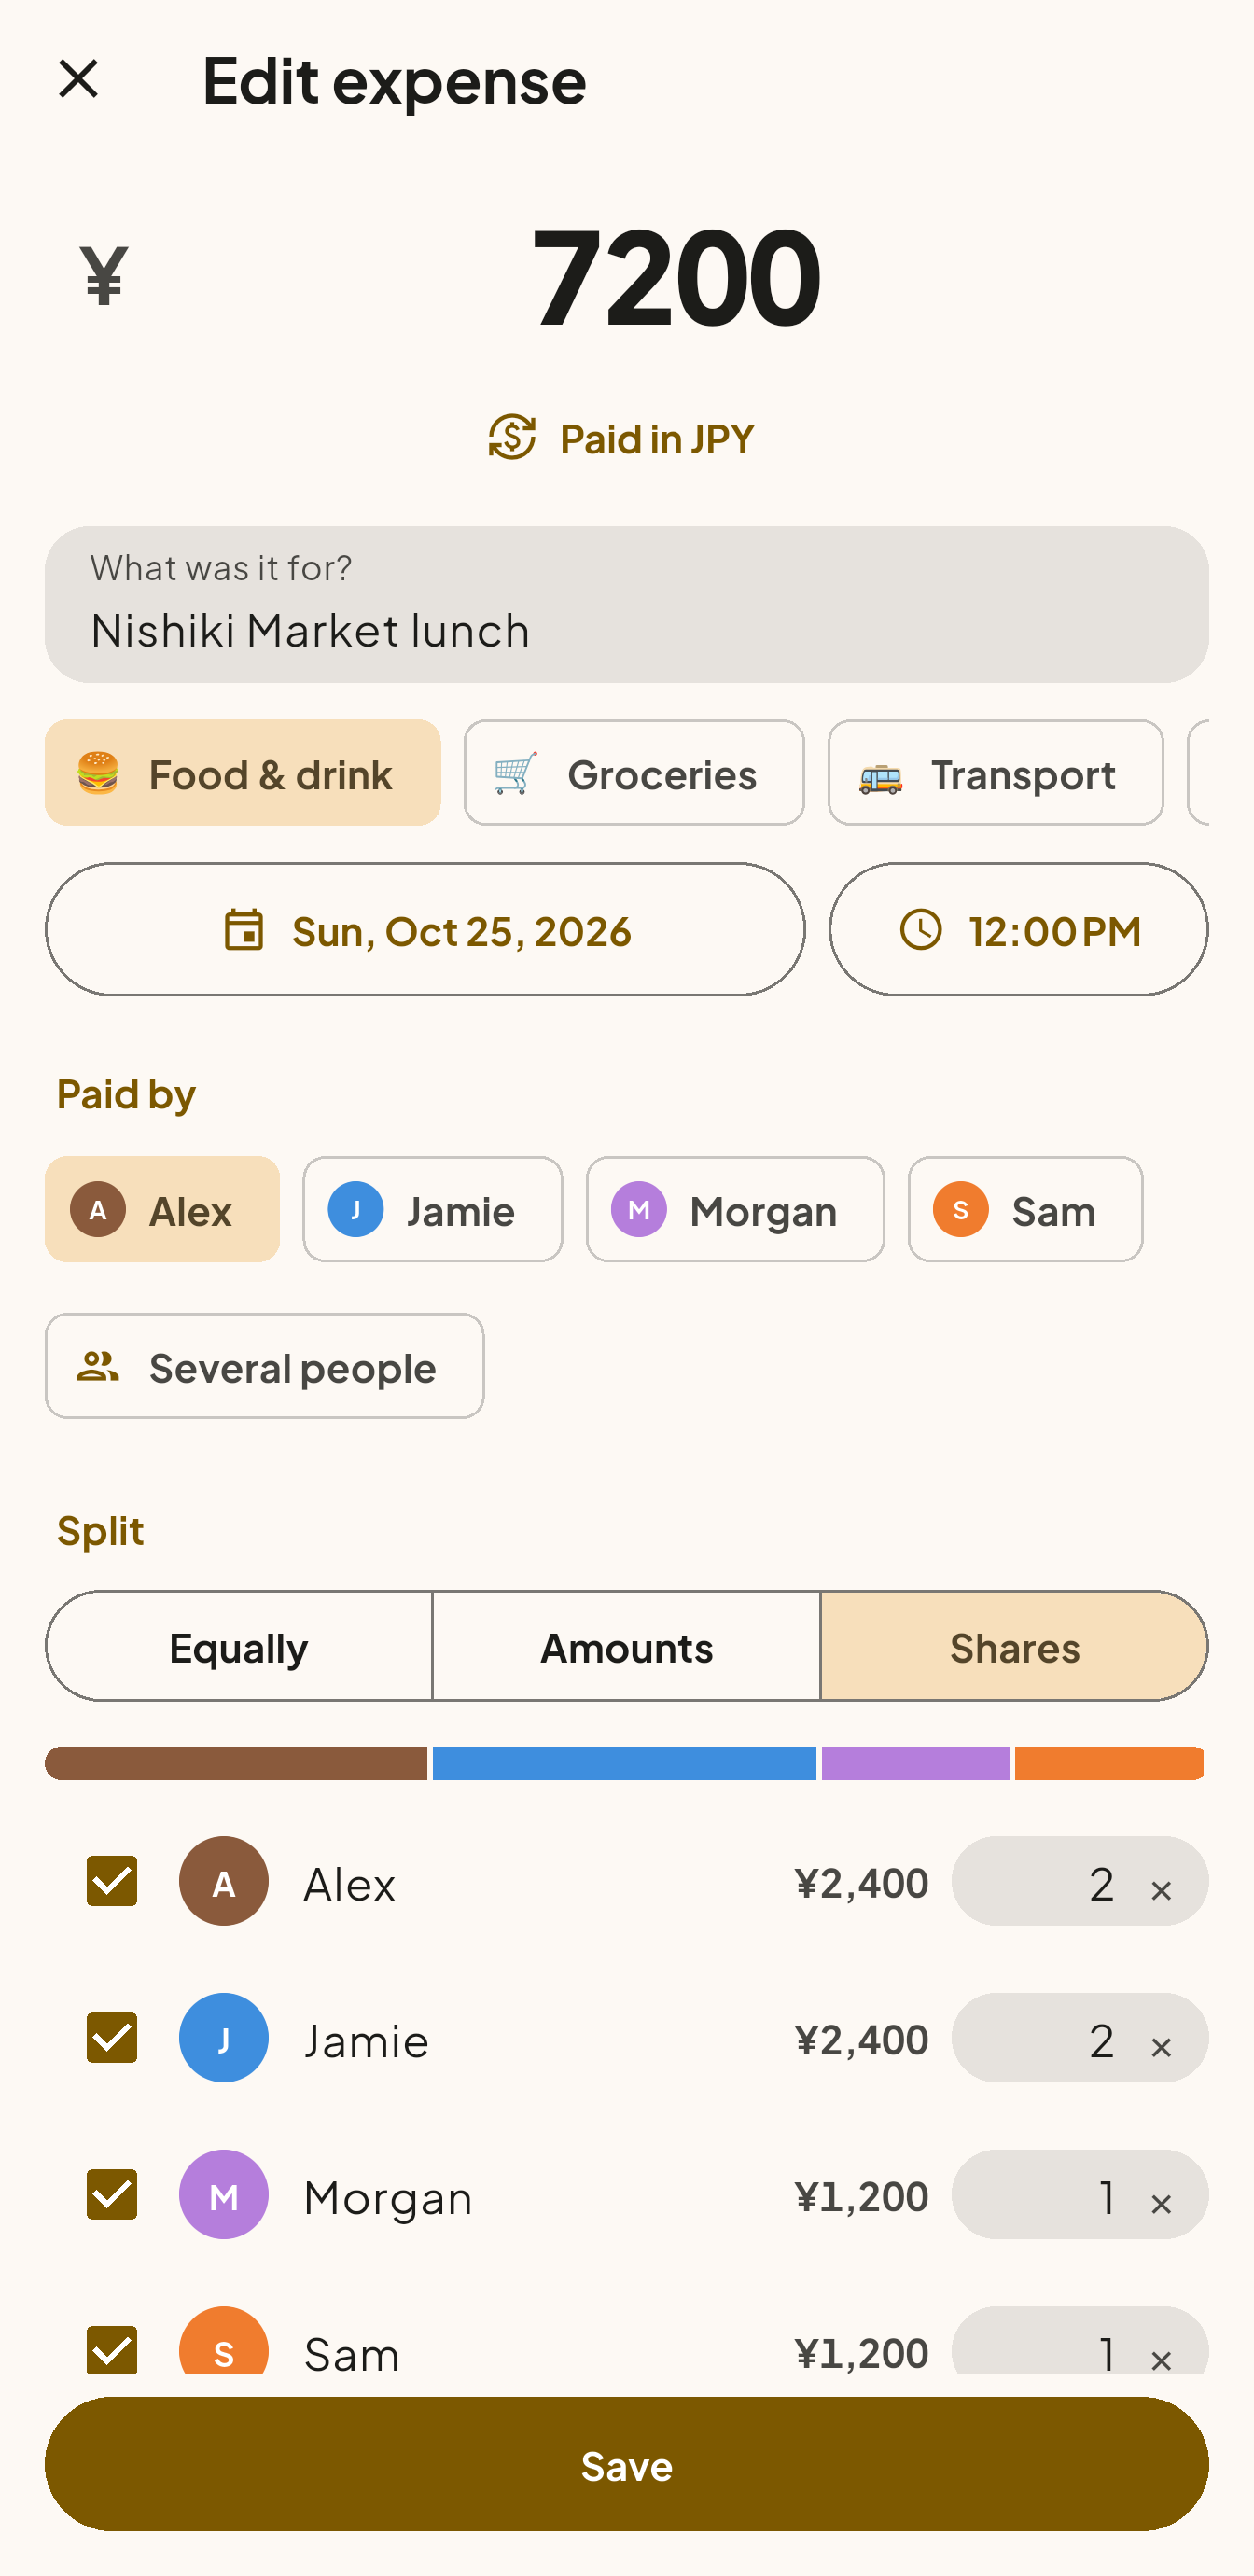 Edit expense
¥ 7200
Paid in JPY
What was it for?
Nishiki Market lunch
Food & drink Groceries Transport
Sun, Oct 25, 2026 12:00 PM
Paid by
A Alex J Jamie M Morgan S Sam
Several people
Split
Equally Amounts Shares
A Alex ¥2,400 2 ×
J Jamie ¥2,400 2 ×
M Morgan ¥1,200 1 ×
S Sam ¥1,200 1 ×
Save